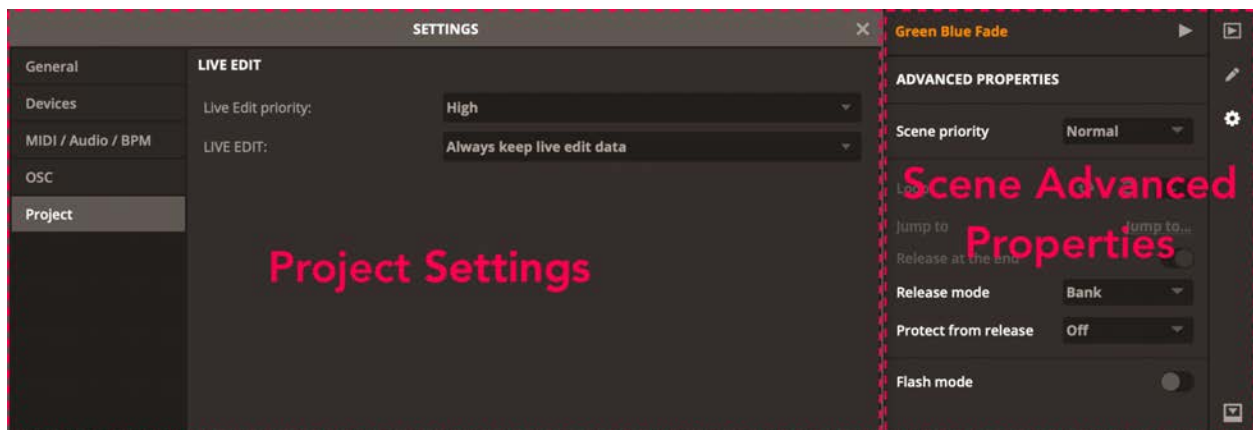 SETTINGS
General
Devices
MIDI / Audio / BPM
OSC
Project
LIVE EDIT
Live Edit priority: High
LIVE EDIT: Always keep live edit data
Project Settings
Green Blue Fade
ADVANCED PROPERTIES
Scene priority Normal
Scene Advanced
Jump to Jump to...
Properties
Release at the end
Release mode Bank
Protect from release Off
Flash mode